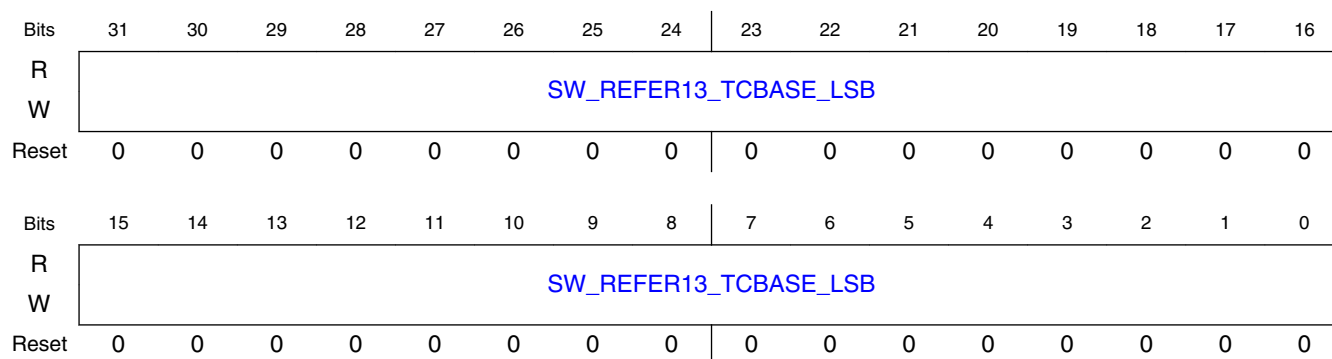 Bits 31 30 29 28 27 26 25 24 23 22 21 20 19 18 17 16
R
SW_REFER13_TCBASE_LSB
W
Reset 0 0 0 0 0 0 0 0 0 0 0 0 0 0 0 0
Bits 15 14 13 12 11 10 9 8 7 6 5 4 3 2 1 0
R
SW_REFER13_TCBASE_LSB
W
Reset 0 0 0 0 0 0 0 0 0 0 0 0 0 0 0 0